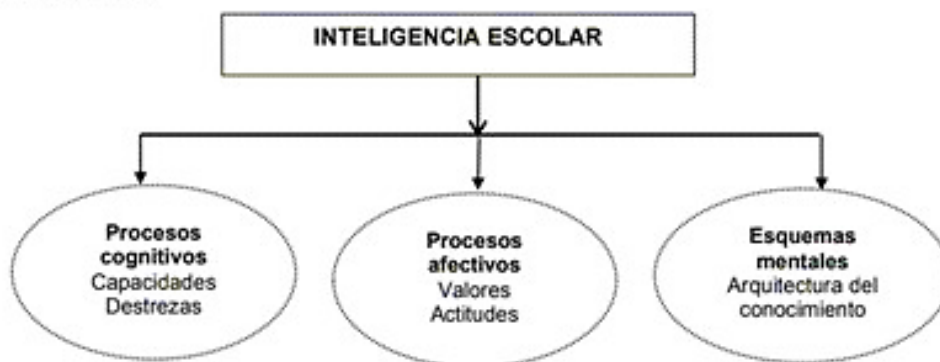 INTELIGENCIA ESCOLAR
Procesos
cognitivos
Capacidades
Destrezas
Procesos
afectivos
Valores
Actitudes
Esquemas
mentales
Arquitectura del
conocimiento